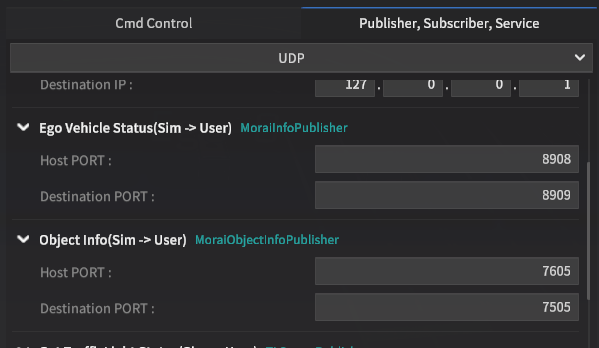 Cmd Control
Publisher, Subscriber, Service
UDP
Destination IP : 127 . 0 . 0 . 1
Ego Vehicle Status(Sim -> User) MoraiInfoPublisher
Host PORT : 8908
Destination PORT : 8909
Object Info(Sim -> User) MoraiObjectInfoPublisher
Host PORT : 7605
Destination PORT : 7505